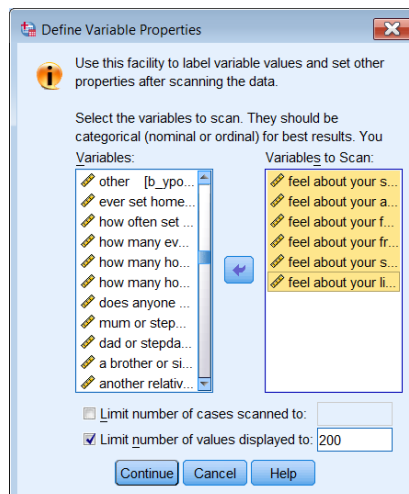 Define Variable Properties
Use this facility to label variable values and set other
properties after scanning the data.
Select the variables to scan. They should be
categorical (nominal or ordinal) for best results. You
Variables:
other [b_ypo...
ever set home...
how often set ...
how many ev...
how many ho...
how many ho...
does anyone ...
mum or step...
dad or stepda...
a brother or si...
another relativ...
Variables to Scan:
feel about your s...
feel about your a...
feel about your f...
feel about your fr...
feel about your s...
feel about your li...
Limit number of cases scanned to:
Limit number of values displayed to: 200
Continue Cancel Help